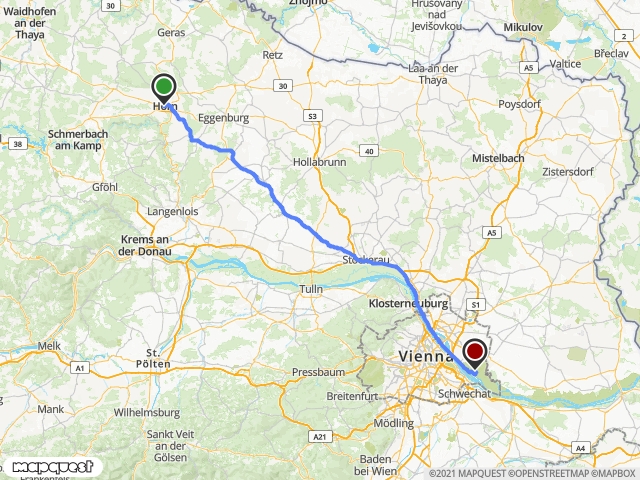 Waidhofen
an der
Thaya
Znojmo
Hrušovany
nad
Jevišovkou
Mikulov
2
Břeclav
Geras
30
Retz
A5
Valtice
Laa an der
Thaya
30
Horn
Eggenburg
S3
Poysdorf
Schmerbach
am Kamp
38
40
Hollabrunn
Mistelbach
Zistersdorf
Gföhl
Langenlois
A5
Krems an
der Donau
Stockerau
Tulln
Klosterneuburg
S1
Melk
St.
Pölten
Vienna
A1
Pressbaum
Schwechat
Mank
Wilhelmsburg
Breitenfurt
Mödling
Sankt Veit
an der
Gölsen
A21
A4
Baden
bei Wien
Frankenfels
mapquest
©2021 MAPQUEST ©OPENSTREETMAP ©MAPBOX